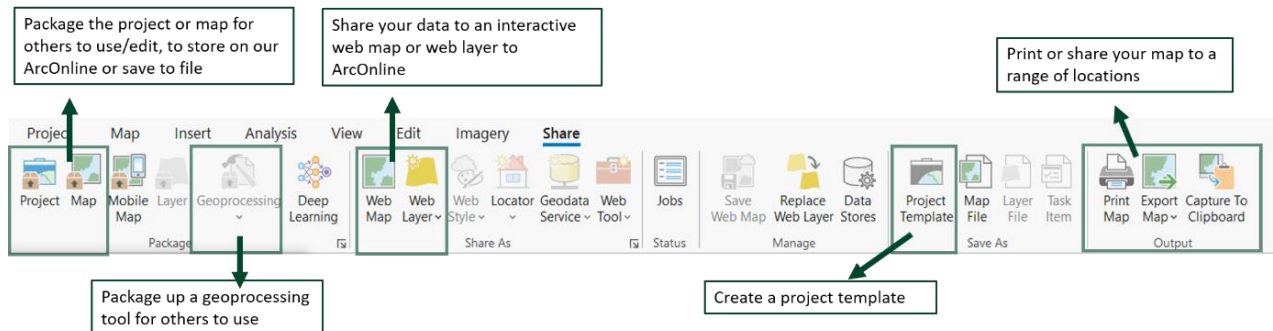 Package the project or map for
others to use/edit, to store on our
ArcOnline or save to file
Share your data to an interactive
web map or web layer to
ArcOnline
Print or share your map to a
range of locations
Project Map Insert Analysis View Edit Imagery Share
Project Map Mobile Map Layer Geoprocessing Deep Learning
Web Map Web Layer Web Style Locator Geodata Service Web Tool
Jobs
Save Web Map Replace Web Layer Data Stores
Project Template Map File Layer File Task Item
Print Map Export Map Capture To Clipboard
Package Share As Status Manage Save As Output
Package up a geoprocessing
tool for others to use
Create a project template